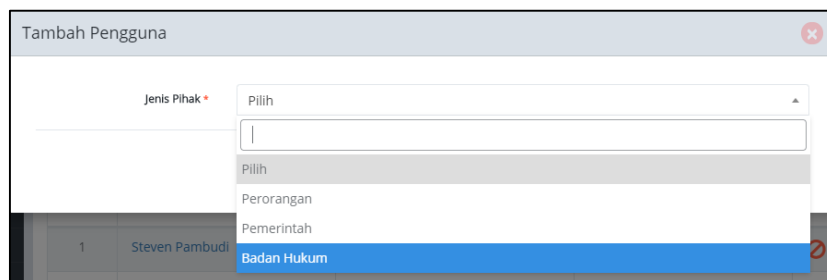 Tambah Pengguna
Jenis Pihak *
Pilih
Pilih
Perorangan
Pemerintah
1 Steven Pambudi
Badan Hukum